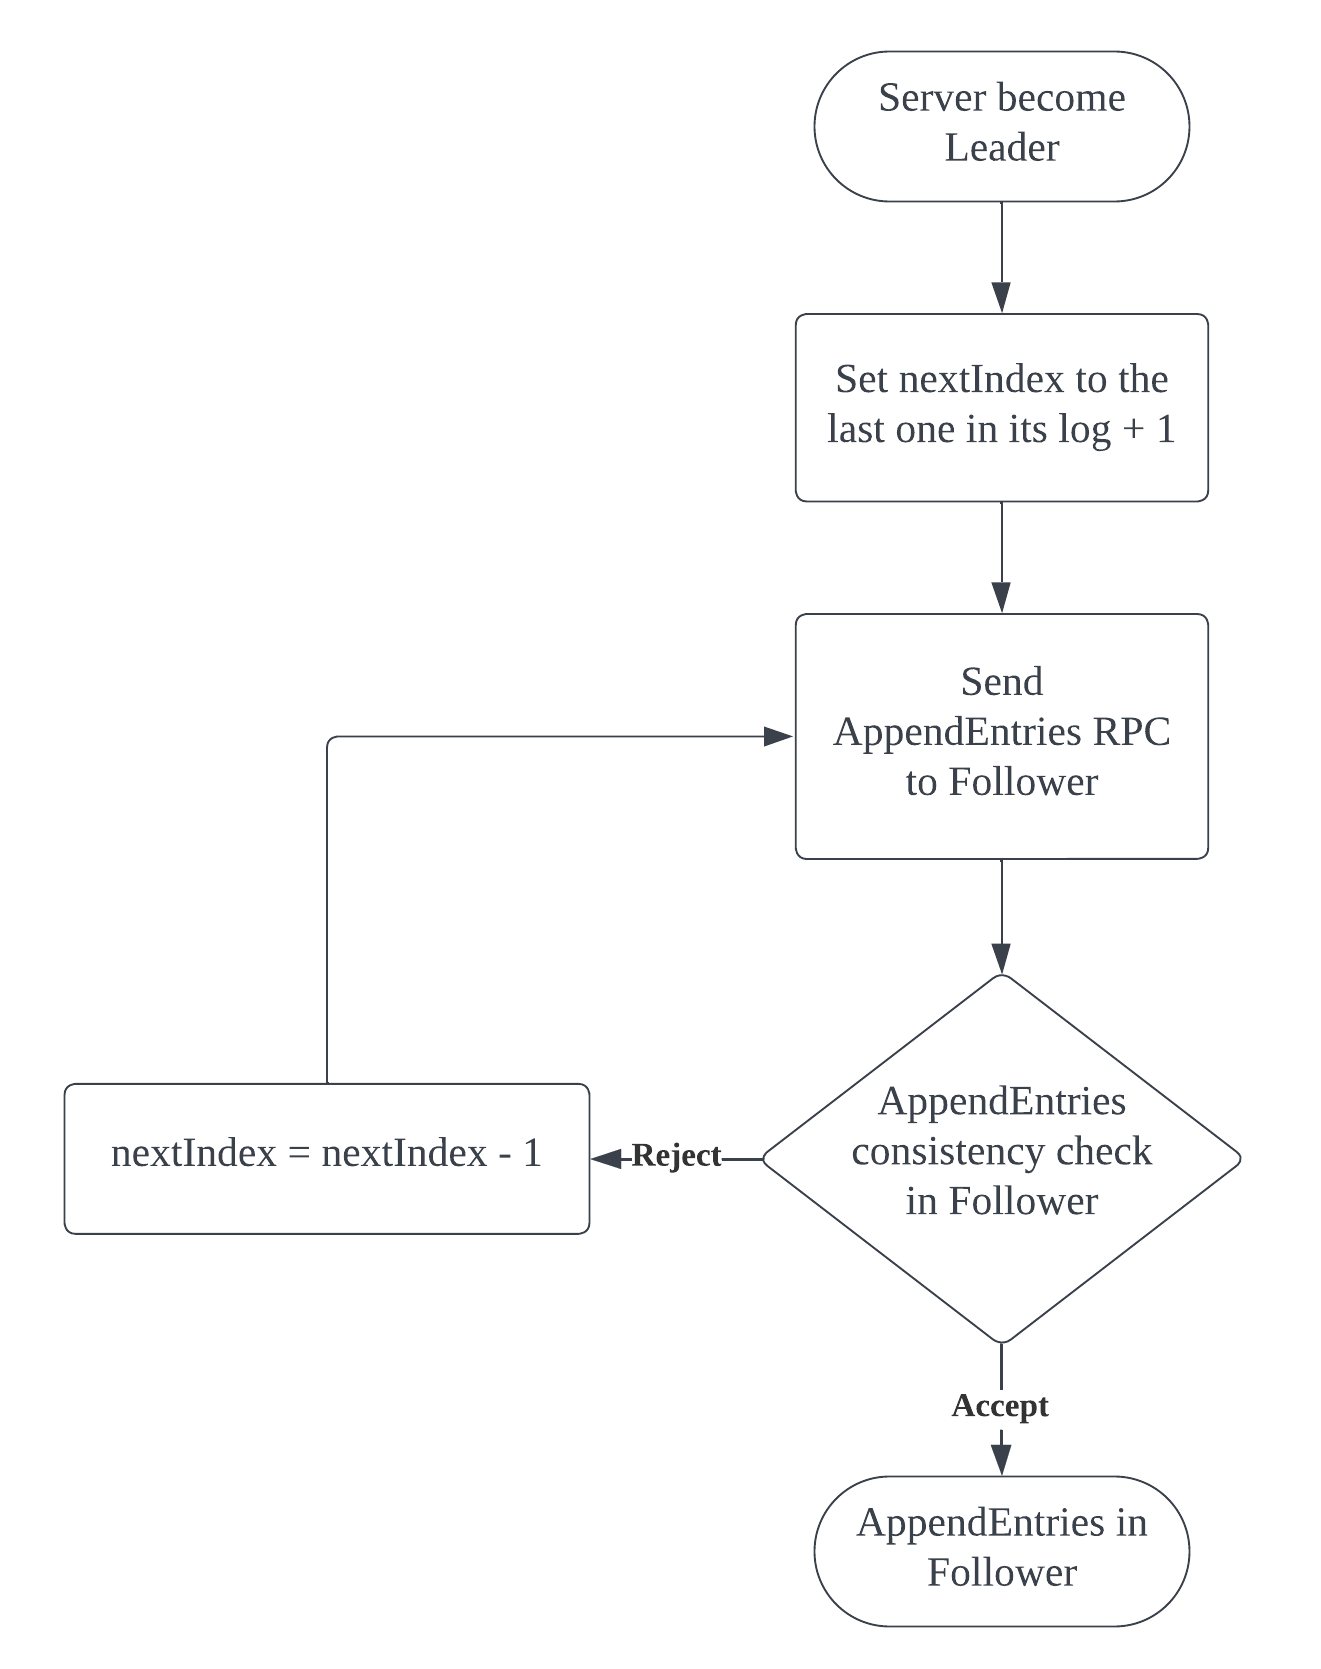 Server become
Leader
Set nextIndex to the
last one in its log + 1
Send
AppendEntries RPC
to Follower
AppendEntries
consistency check
in Follower
Reject
nextIndex = nextIndex - 1
Accept
AppendEntries in
Follower